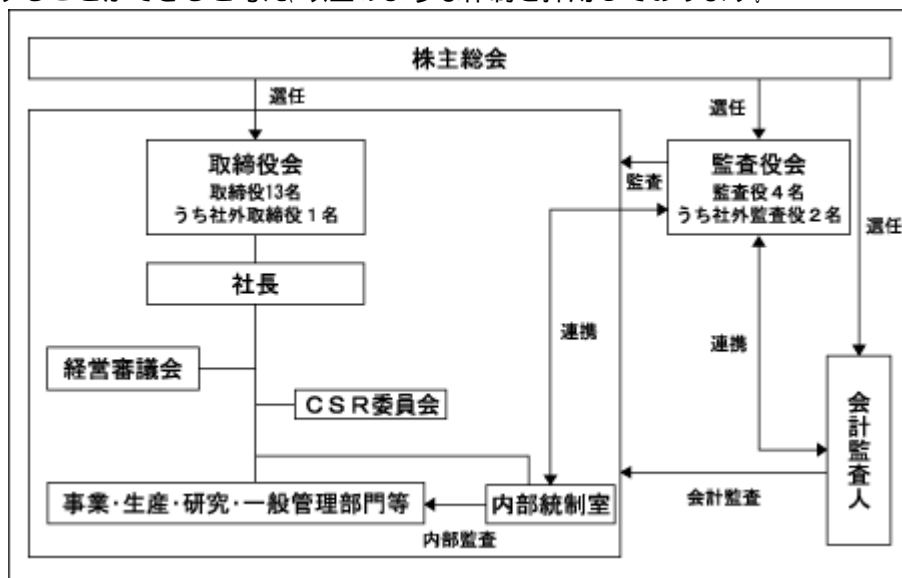 株主総会
選任
選任
取締役会
取締役13名
うち社外取締役1名
監査
監査役会
監査役4名
うち社外監査役2名
選任
社長
連携
連携
経営審議会
CSR委員会
会計監査人
事業・生産・研究・一般管理部門等
内部統制室
会計監査
内部監査